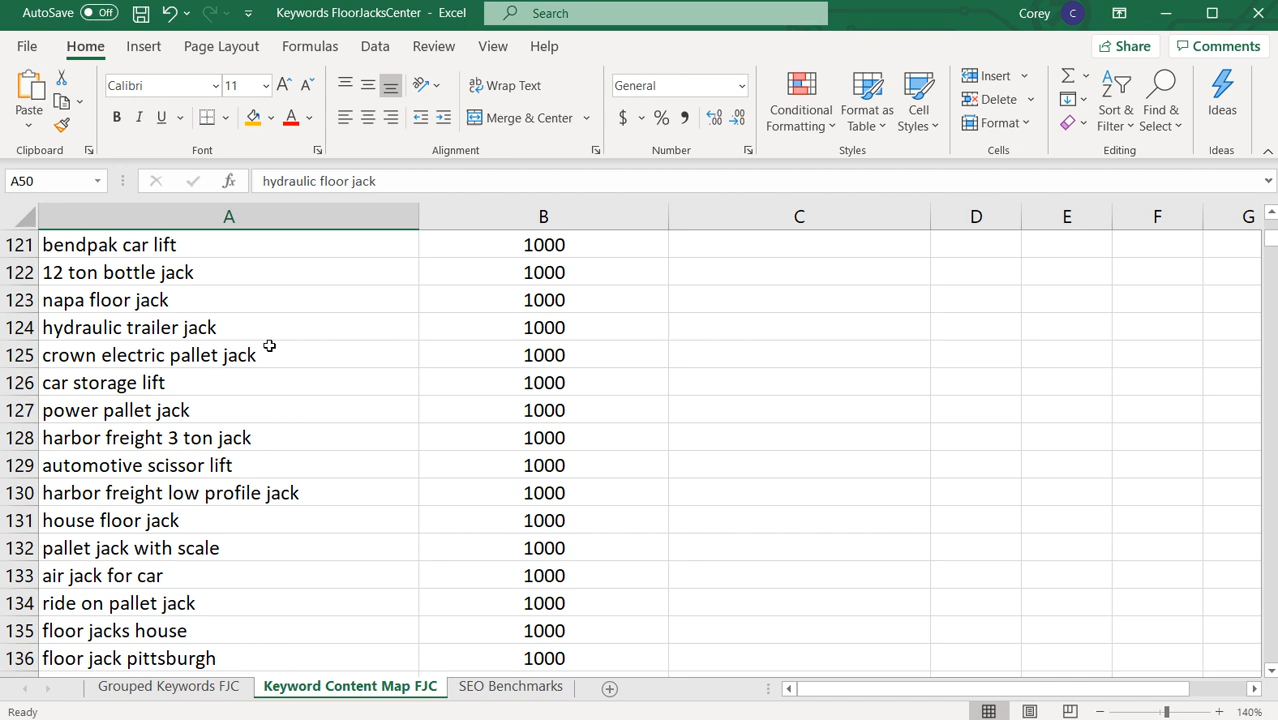 AutoSave Off Keywords FloorJacksCenter - Excel Search Corey C
File Home Insert Page Layout Formulas Data Review View Help Share Comments
Calibri 11 Wrap Text General Insert Σ
Paste B I U Merge & Center $ % Conditional Formatting Format as Table Cell Styles Delete Format Sort & Filter Find & Select Ideas
Clipboard Font Alignment Number Styles Cells Editing Ideas
A50 fx hydraulic floor jack
A B C D E F G
121 bendpak car lift 1000
122 12 ton bottle jack 1000
123 napa floor jack 1000
124 hydraulic trailer jack 1000
125 crown electric pallet jack 1000
126 car storage lift 1000
127 power pallet jack 1000
128 harbor freight 3 ton jack 1000
129 automotive scissor lift 1000
130 harbor freight low profile jack 1000
131 house floor jack 1000
132 pallet jack with scale 1000
133 air jack for car 1000
134 ride on pallet jack 1000
135 floor jacks house 1000
136 floor jack pittsburgh 1000
Grouped Keywords FJC Keyword Content Map FJC SEO Benchmarks
Ready 140%